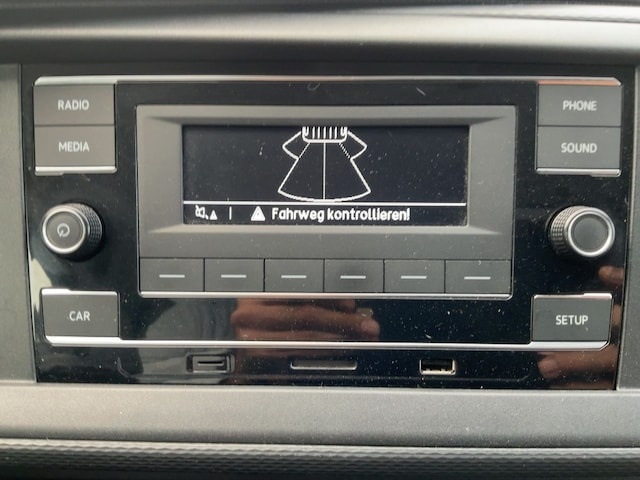 RADIO
MEDIA
PHONE
SOUND
Fahrweg kontrollieren!
CAR
SETUP